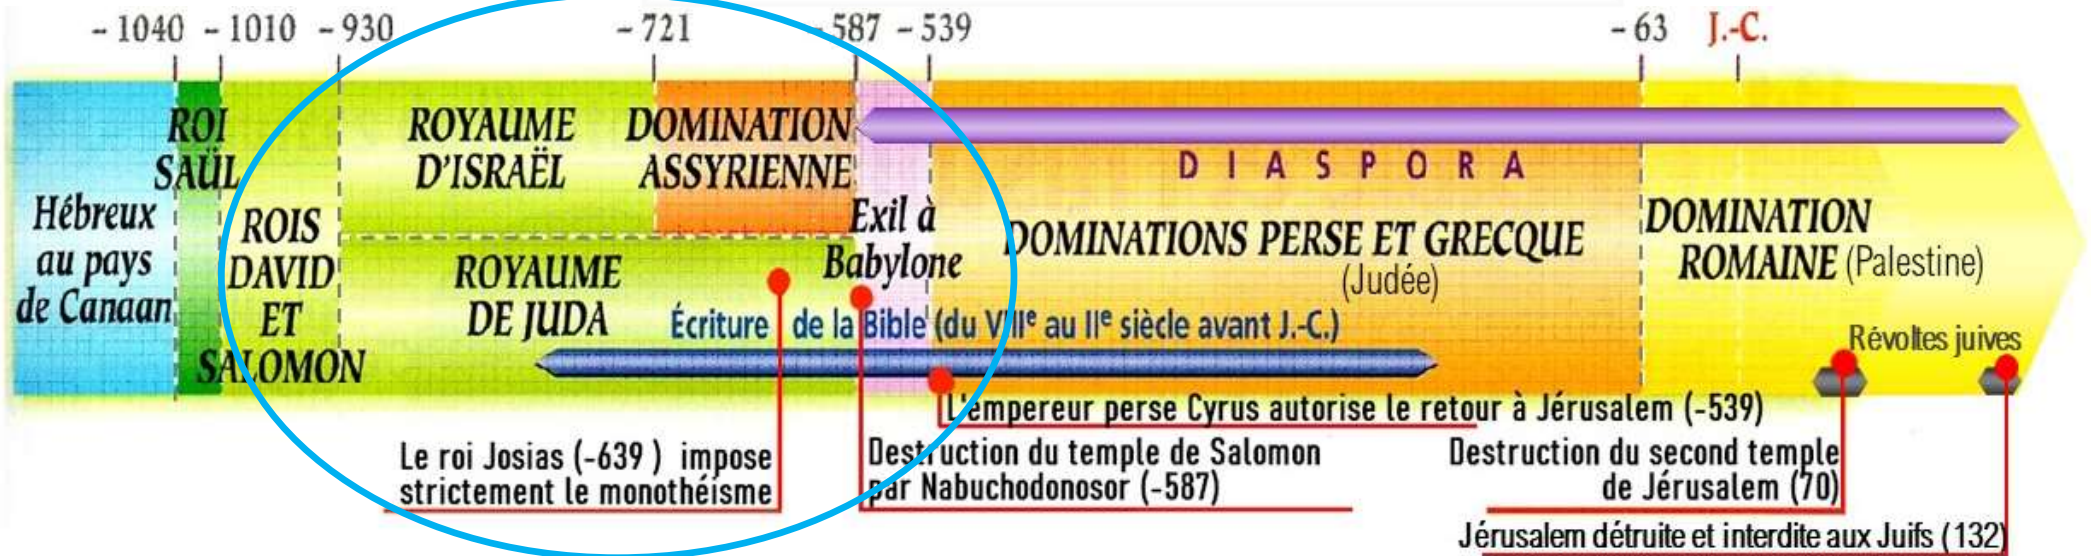 - 1040 - 1010 - 930 - 721 - 587 - 539 - 63 J.-C.
ROI
SAÜL
Hébreux
au pays
de Canaan
ROIS
DAVID
ET
SALOMON
ROYAUME
D'ISRAËL
DOMINATION
ASSYRIENNE
ROYAUME
DE JUDA
Exil à
Babylone
DIASPORA
DOMINATIONS PERSE ET GRECQUE
(Judée)
DOMINATION
ROMAINE (Palestine)
Écriture de la Bible (du VIIIe au IIe siècle avant J.-C.)
Révoltes juives
L'empereur perse Cyrus autorise le retour à Jérusalem (-539)
Le roi Josias (-639 ) impose
strictement le monothéisme
Destruction du temple de Salomon
par Nabuchodonosor (-587)
Destruction du second temple
de Jérusalem (70)
Jérusalem détruite et interdite aux Juifs (132)